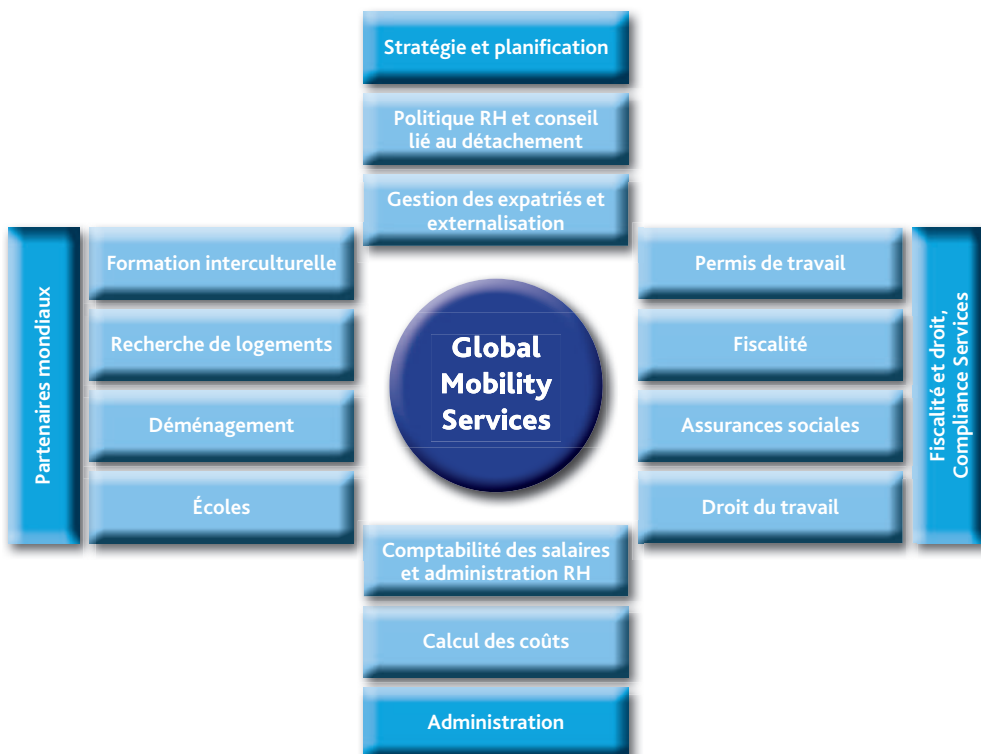 Stratégie et planification
Politique RH et conseil
lié au détachement
Gestion des expatriés et
externalisation
Partenaires mondiaux
Formation interculturelle
Recherche de logements
Déménagement
Écoles
Global
Mobility
Services
Permis de travail
Fiscalité
Assurances sociales
Droit du travail
Fiscalité et droit,
Compliance Services
Comptabilité des salaires
et administration RH
Calcul des coûts
Administration